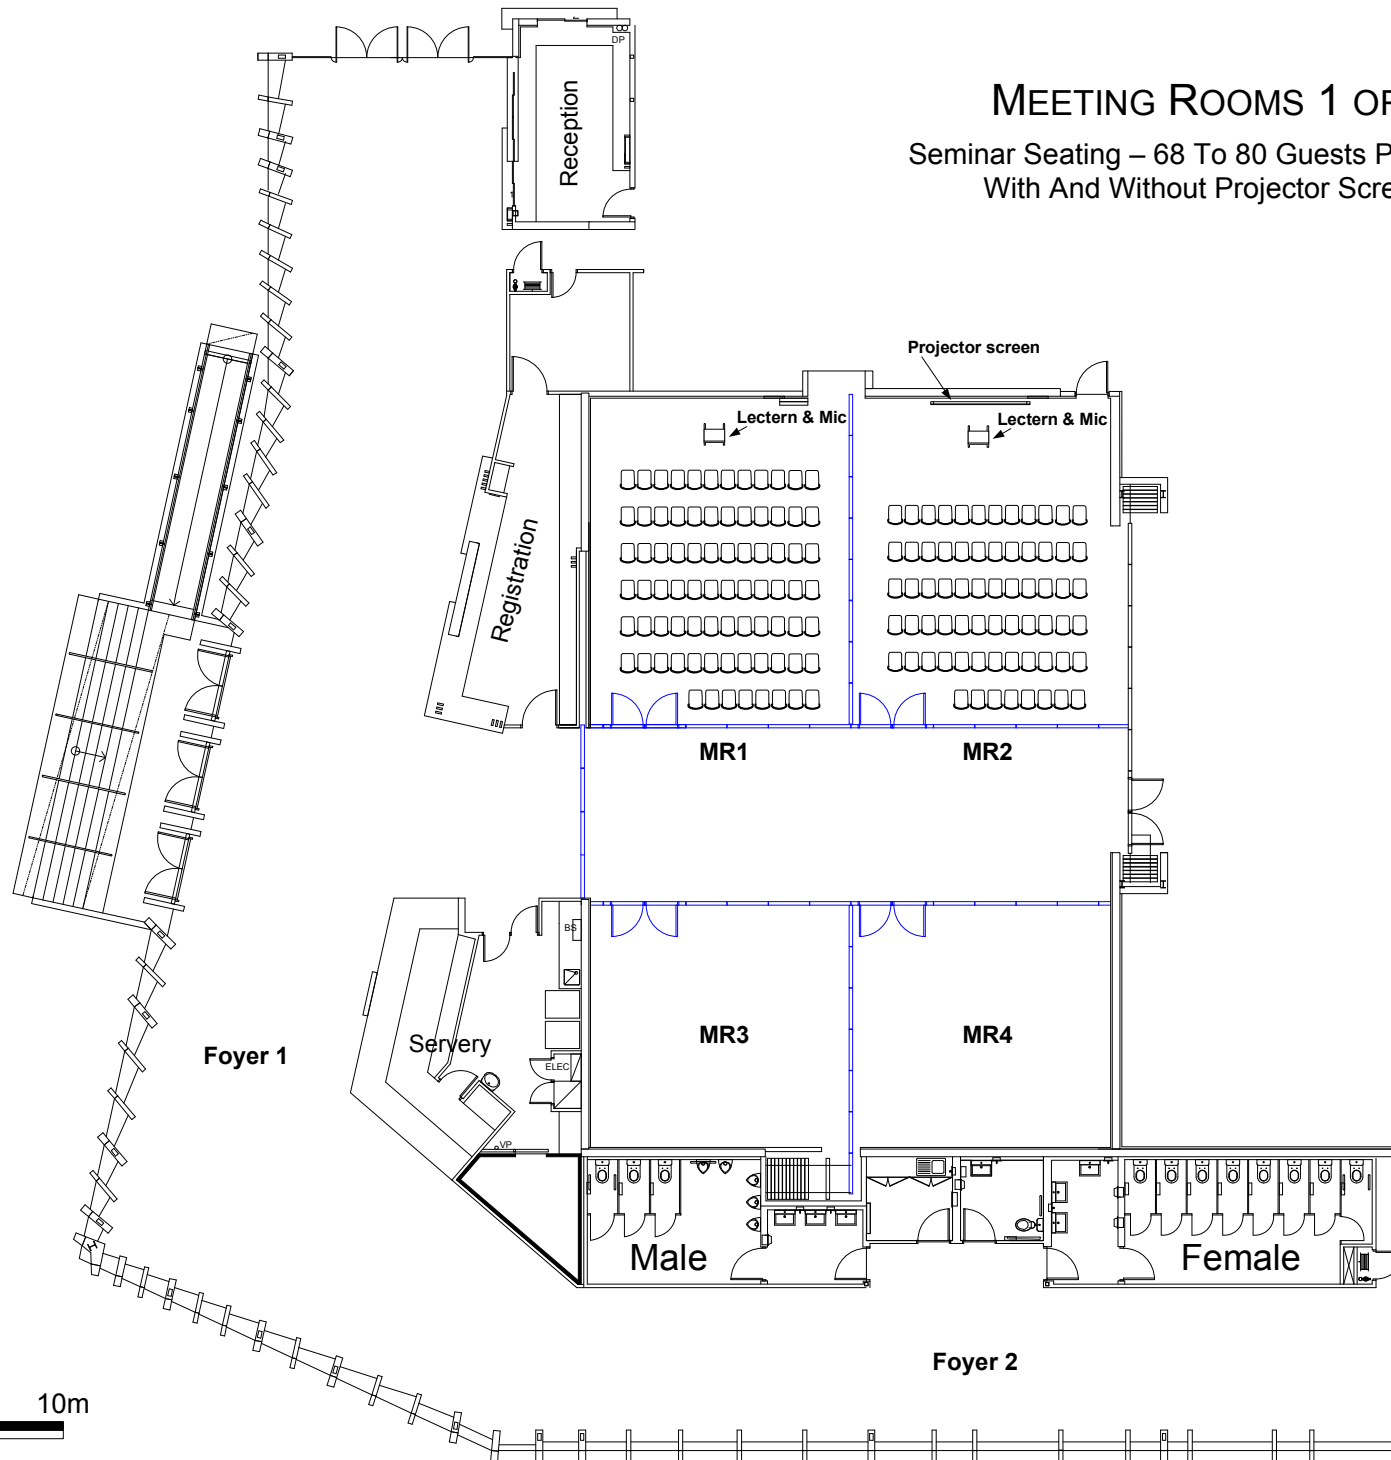 DP
Reception
MEETING ROOMS 1 OR
Seminar Seating – 68 To 80 Guests P
With And Without Projector Scre
Projector screen
Lectern & Mic
Lectern & Mic
Registration
MR1
MR2
BS
Servery
MR3
MR4
Foyer 1
ELEC
VP
Male
Female
Foyer 2
10m